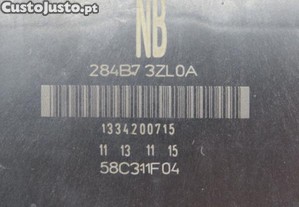 CustoJusto.pt
NB
284B7 3ZL0A
1334200715
11 13 11 15
58C311F04